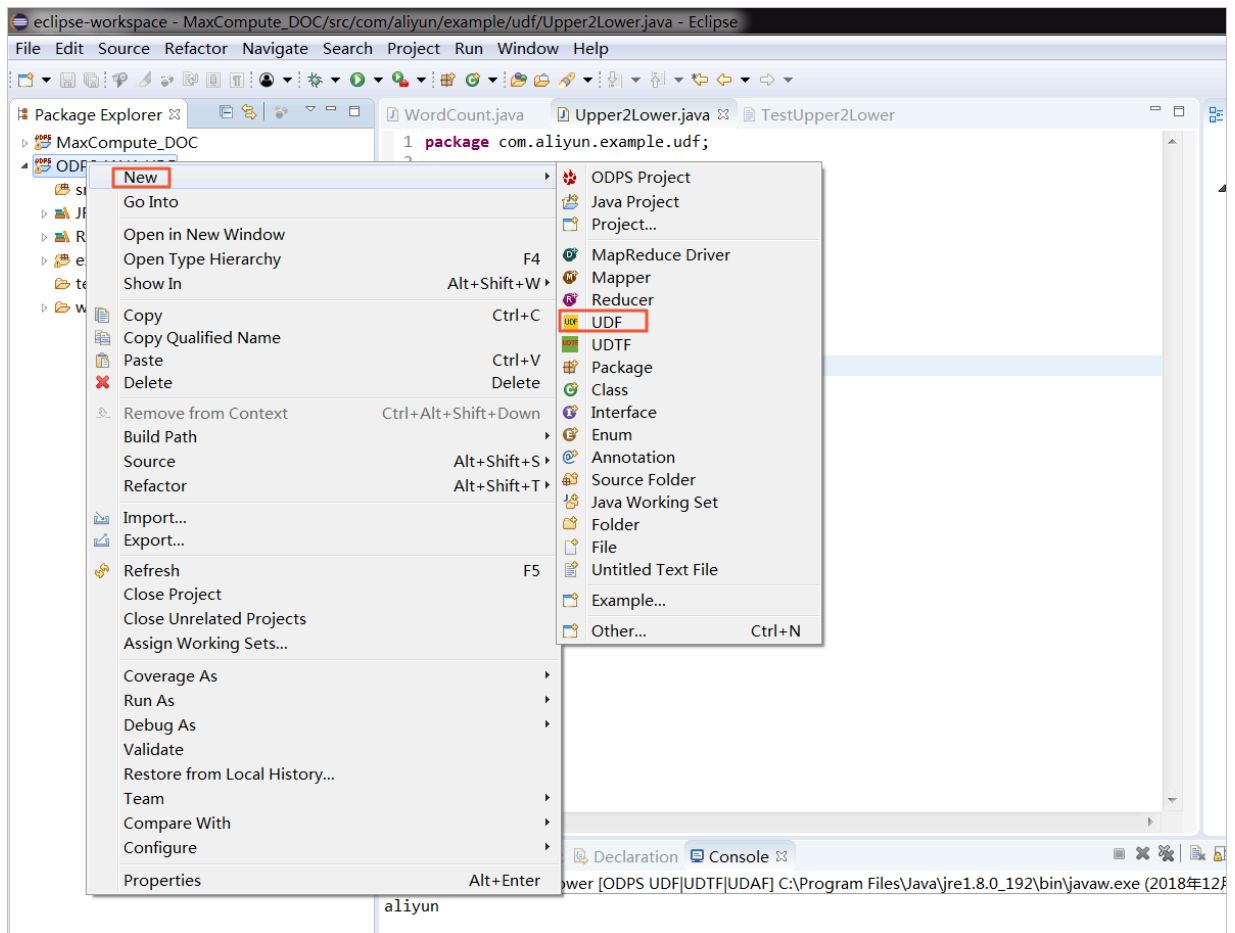 eclipse-workspace - MaxCompute_DOC/src/com/aliyun/example/udf/Upper2Lower.java - Eclipse
File Edit Source Refactor Navigate Search Project Run Window Help
Package Explorer
WordCount.java Upper2Lower.java TestUpper2Lower
MaxCompute_DOC
1 package com.aliyun.example.udf;
New
Go Into
Open in New Window
Open Type Hierarchy F4
Show In Alt+Shift+W
Copy Ctrl+C
Copy Qualified Name
Paste Ctrl+V
Delete Delete
Remove from Context Ctrl+Alt+Shift+Down
Build Path
Source Alt+Shift+S
Refactor Alt+Shift+T
Import...
Export...
Refresh F5
Close Project
Close Unrelated Projects
Assign Working Sets...
Coverage As
Run As
Debug As
Validate
Restore from Local History...
Team
Compare With
Configure
Properties Alt+Enter
ODPS Project
Java Project
Project...
MapReduce Driver
Mapper
Reducer
UDF
UDTF
Package
Class
Interface
Enum
Annotation
Source Folder
Java Working Set
Folder
File
Untitled Text File
Example...
Other... Ctrl+N
Declaration Console
ower [ODPS UDF|UDTF|UDAF] C:\Program Files\Java\jre1.8.0_192\bin\javaw.exe (2018年12月
aliyun